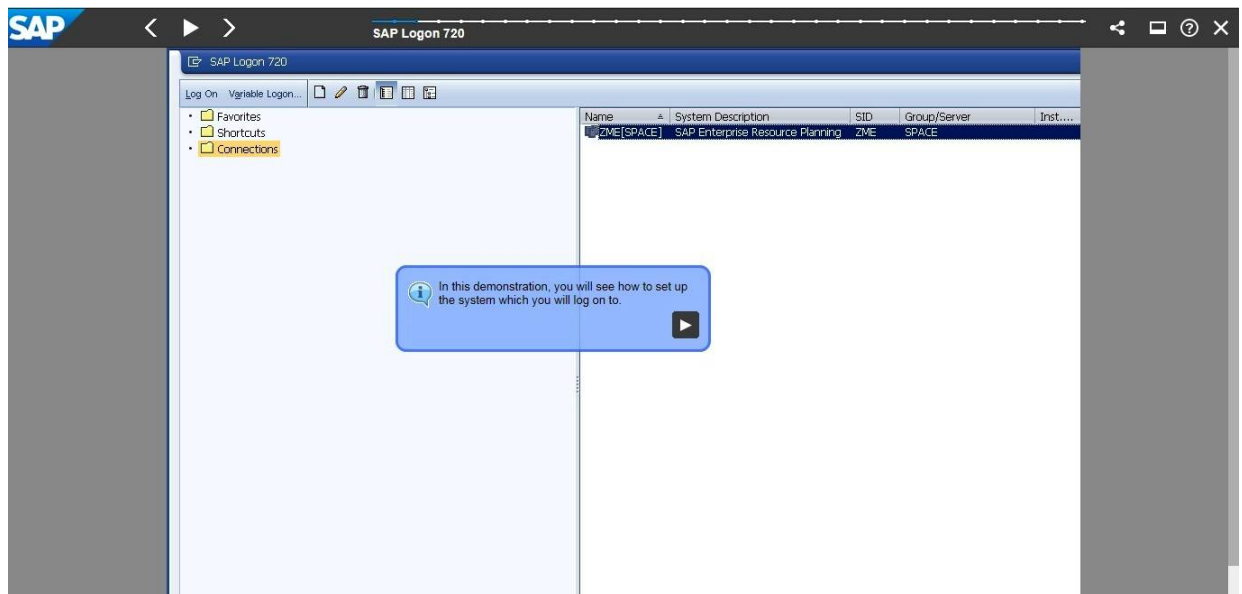 SAP
SAP Logon 720
SAP Logon 720
Log On Variable Logon...
Favorites
Shortcuts
Connections
Name System Description SID Group/Server Inst....
ZME[SPACE] SAP Enterprise Resource Planning ZME SPACE
In this demonstration, you will see how to set up
the system which you will log on to.